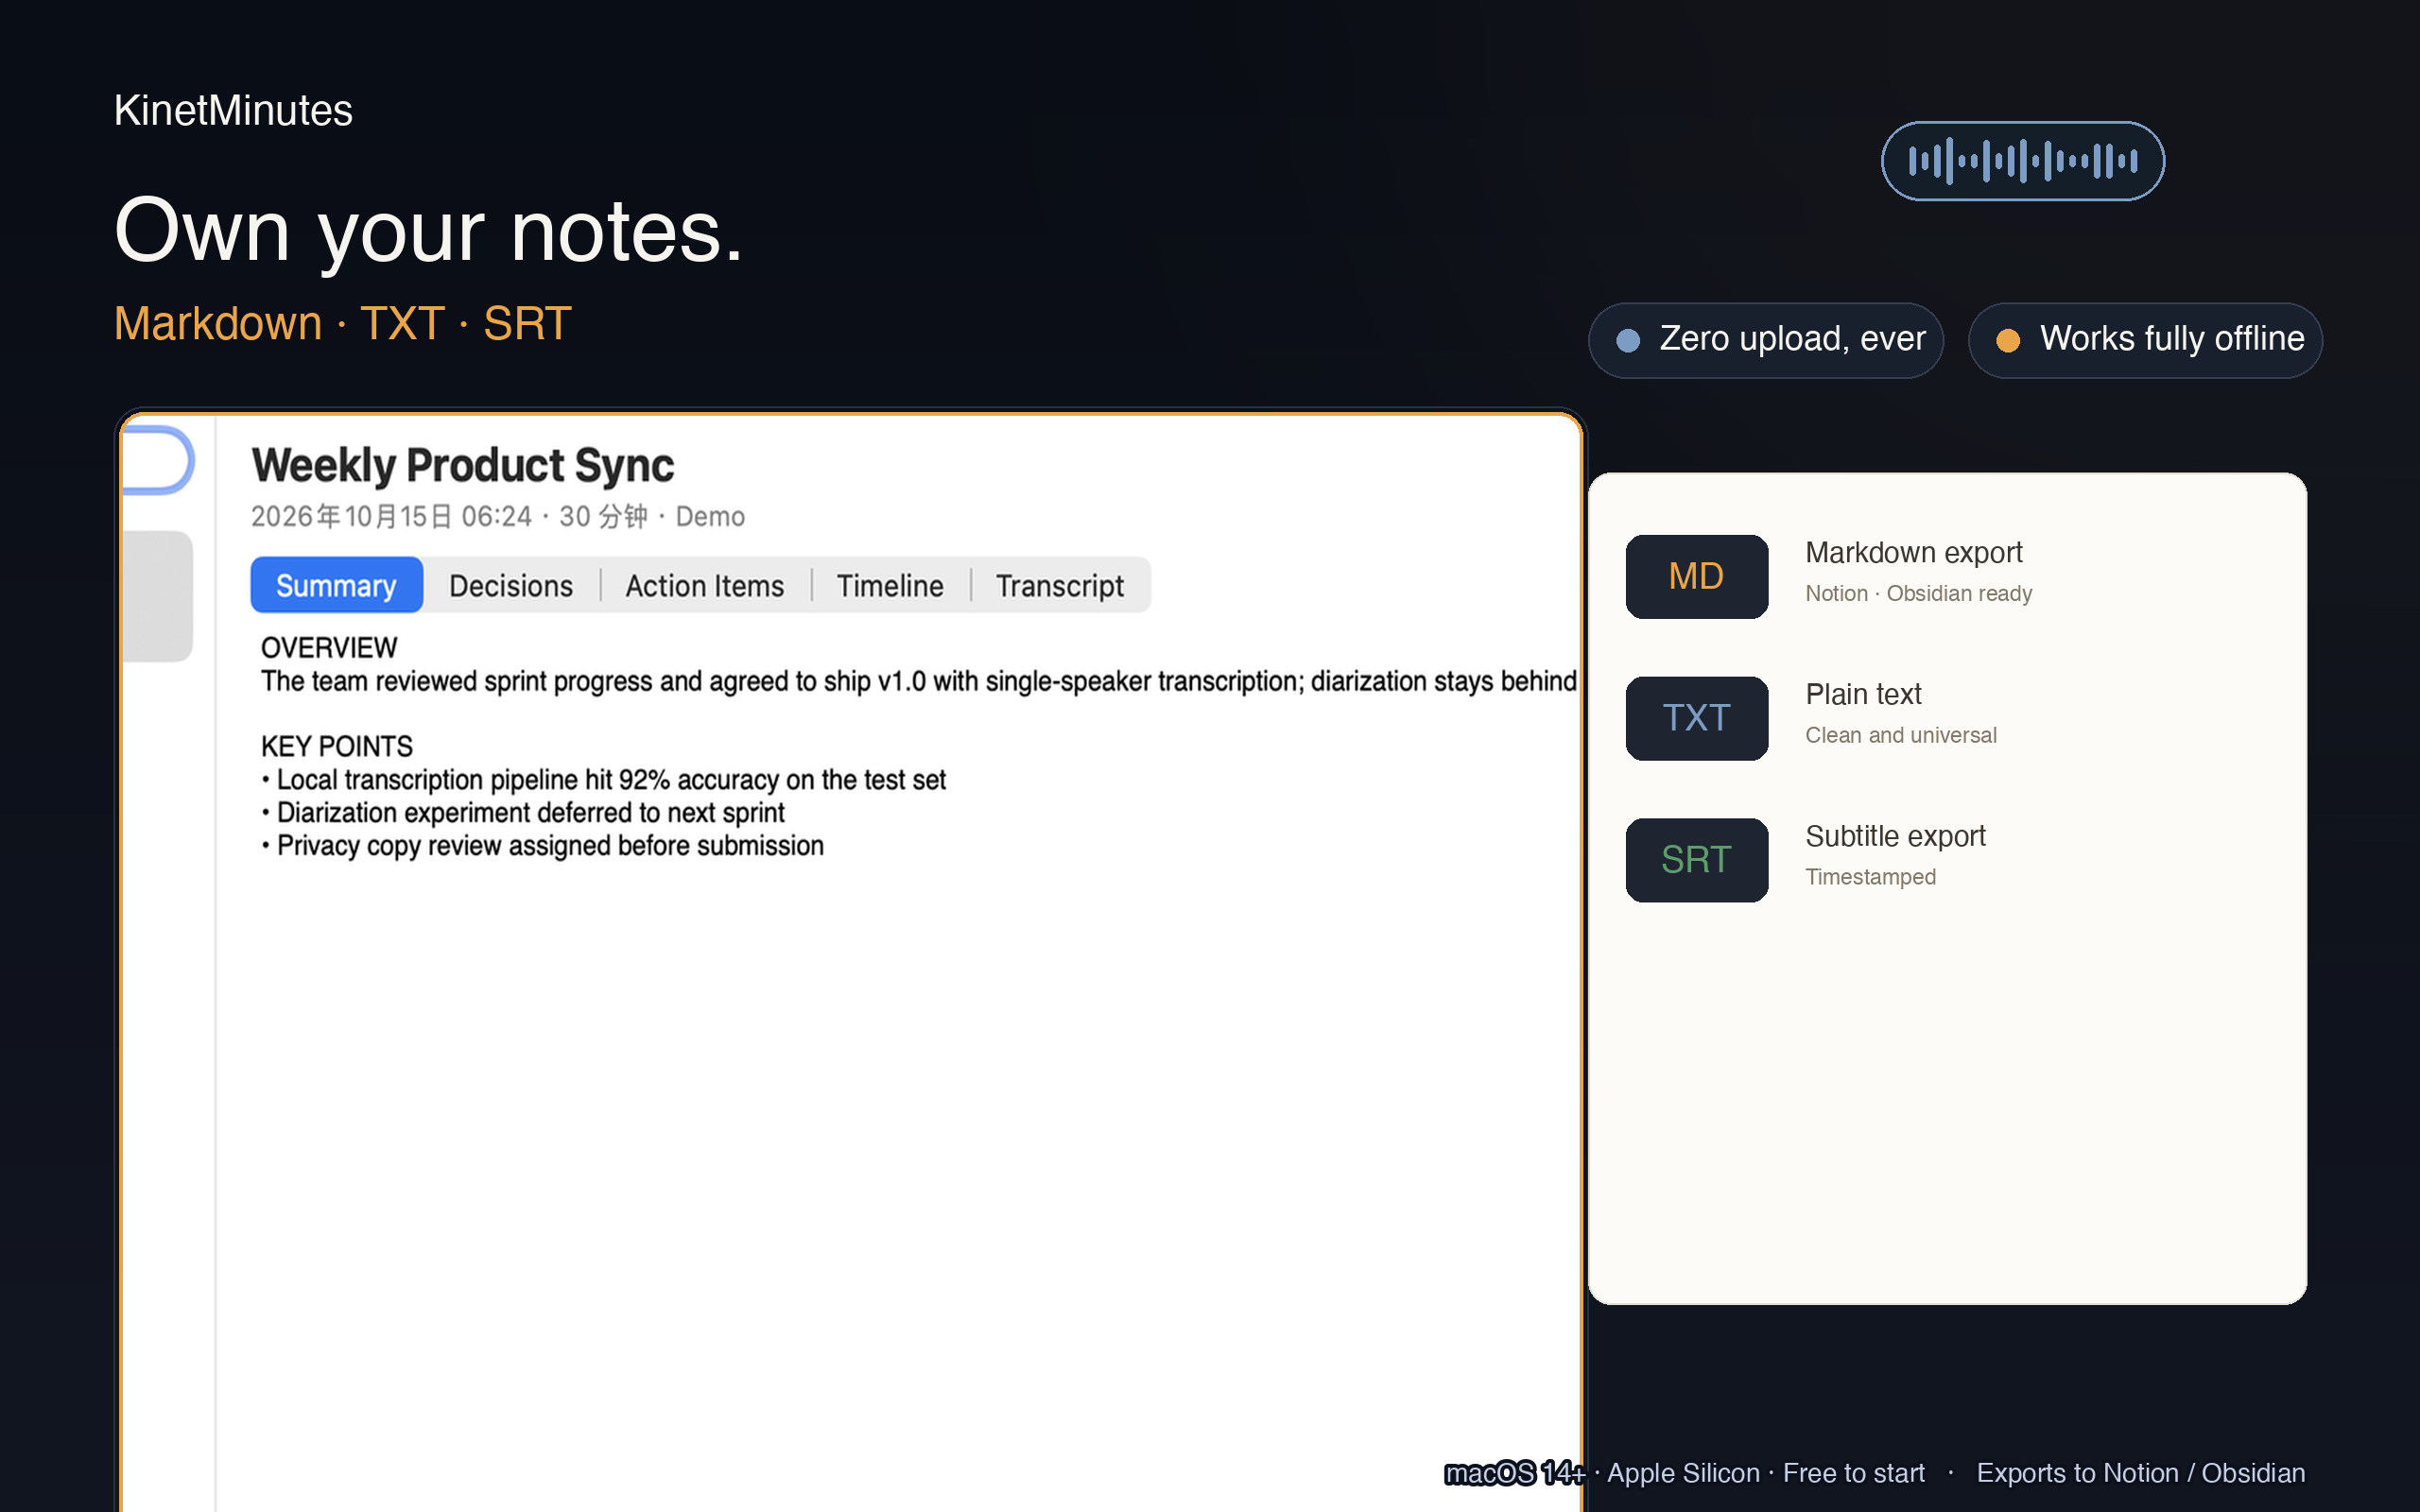 KinetMinutes
Own your notes.
Markdown · TXT · SRT
Zero upload, ever
Works fully offline
Weekly Product Sync
2026年10月15日 06:24 · 30 分钟 · Demo
Summary
Decisions
Action Items
Timeline
Transcript
OVERVIEW
The team reviewed sprint progress and agreed to ship v1.0 with single-speaker transcription; diarization stays behind
KEY POINTS
• Local transcription pipeline hit 92% accuracy on the test set
• Diarization experiment deferred to next sprint
• Privacy copy review assigned before submission
MD
Markdown export
Notion · Obsidian ready
TXT
Plain text
Clean and universal
SRT
Subtitle export
Timestamped
macOS 14+ · Apple Silicon · Free to start · Exports to Notion / Obsidian